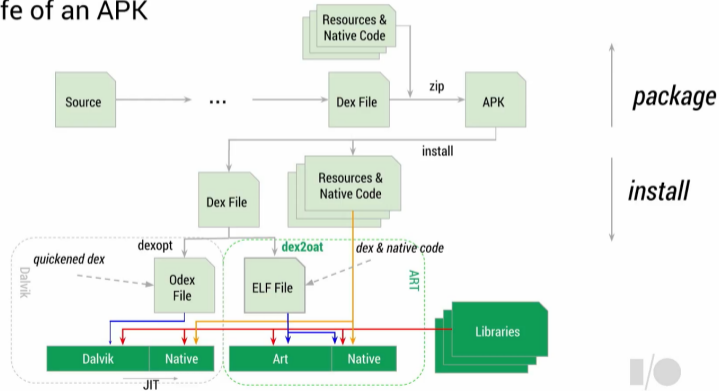 fe of an APK
Resources &
Native Code
Source
...
Dex File
zip
APK
package
install
Dex File
Resources &
Native Code
install
dexopt
dex2oat
dex & native code
quickened dex
Dalvik
Odex
File
ELF File
ART
Libraries
Dalvik
Native
Art
Native
JIT
I/O